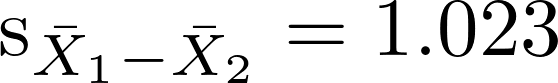 s_{X̄₁−X̄₂} = 1.023